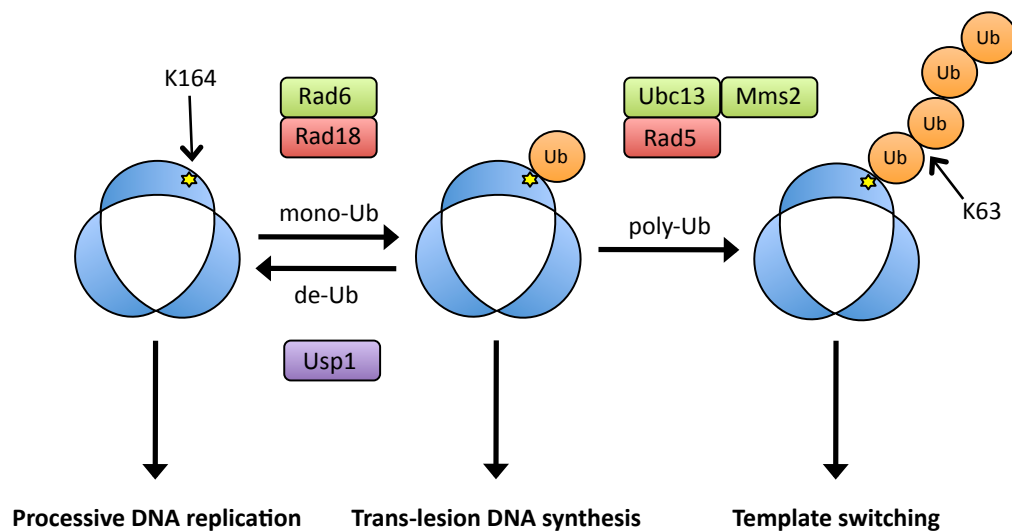 K164
Rad6
Rad18
mono-Ub
de-Ub
Usp1
Ub
Ubc13
Mms2
Rad5
poly-Ub
Ub
Ub
Ub
Ub
K63
Processive DNA replication
Trans-lesion DNA synthesis
Template switching